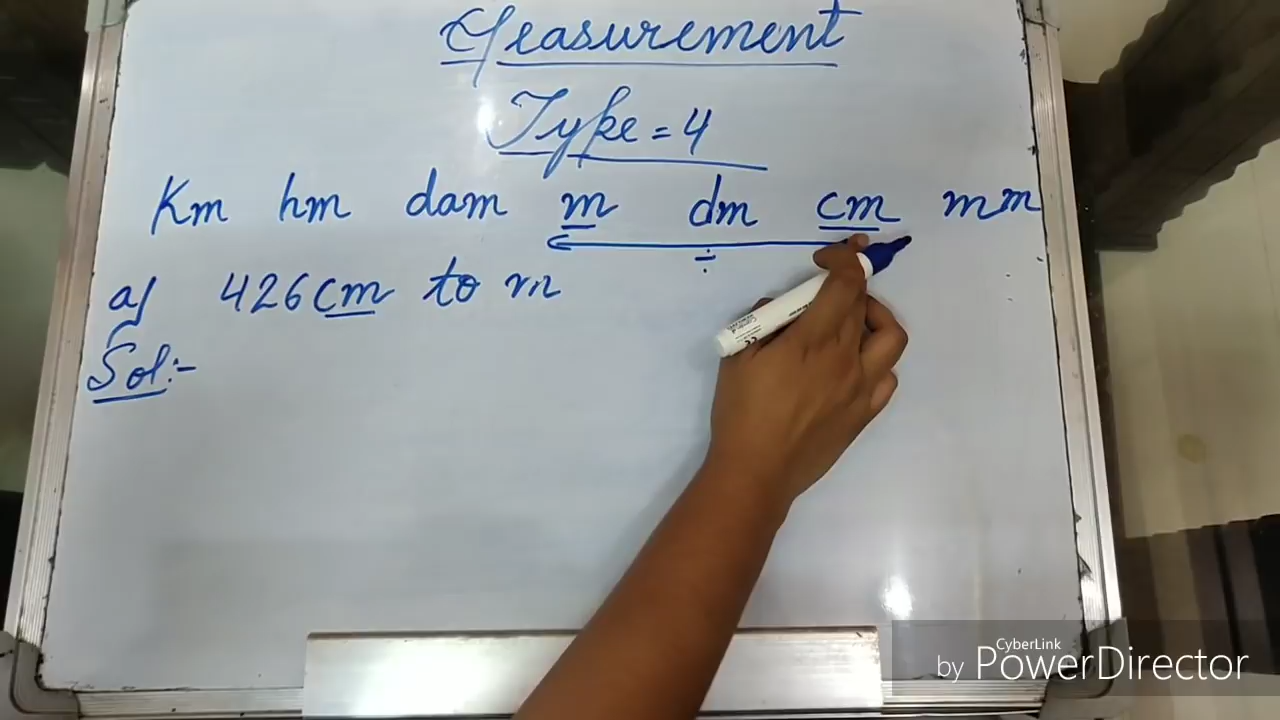 Measurement
Type = 4
Km hm dam m dm cm mm
÷
a) 426cm to m
Sol:-
CyberLink
by PowerDirector